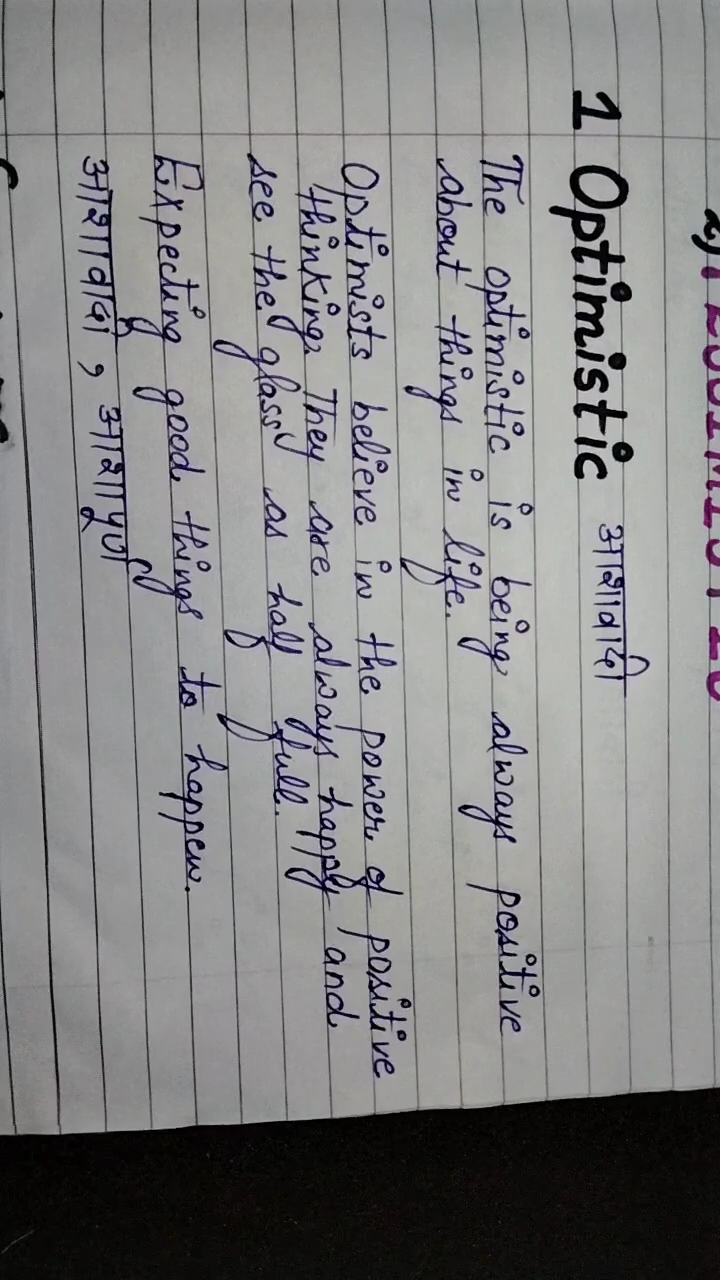 1 Optimistic आशावादी
The optimistic is being always positive
about things in life.
Optimists believe in the power of positive
thinking. They are always happy and
see the glass as half full.
Expecting good things to happen.
आशावादी, आशापूर्ण